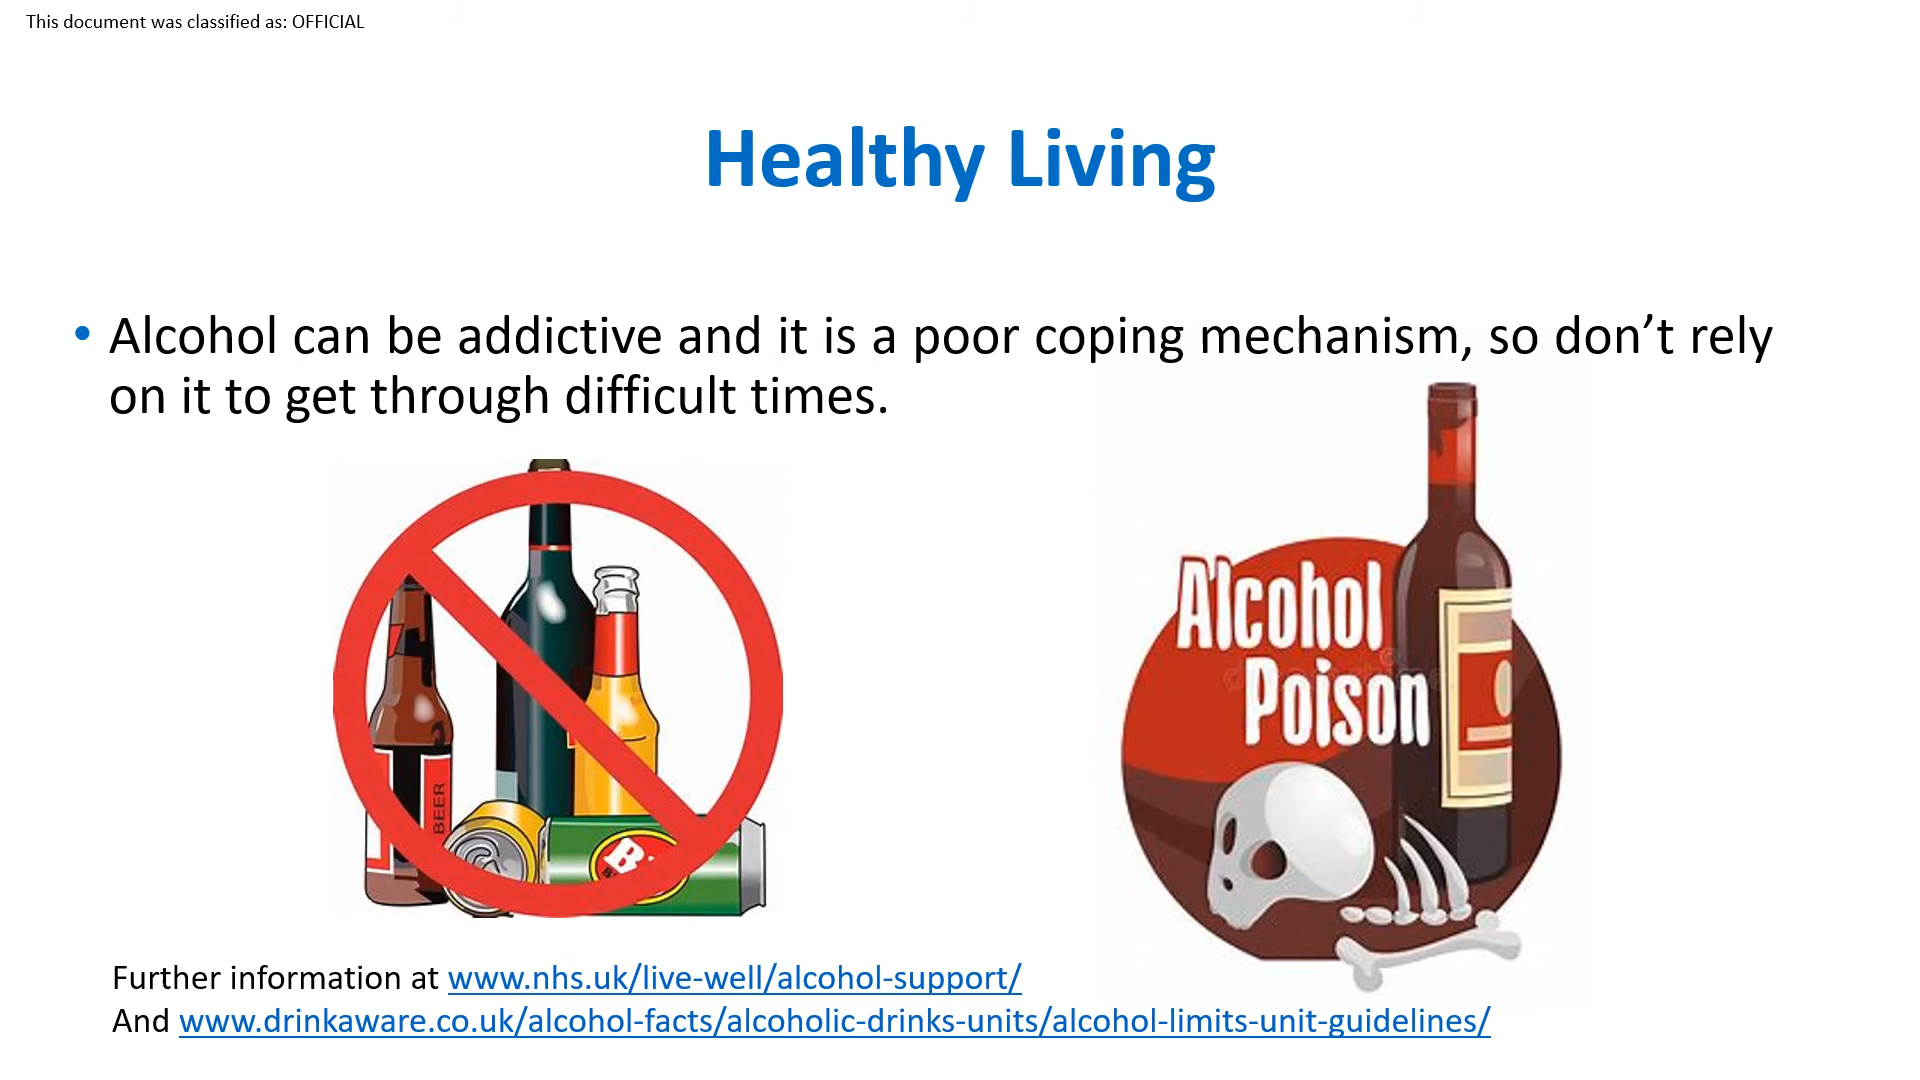 This document was classified as: OFFICIAL
Healthy Living
• Alcohol can be addictive and it is a poor coping mechanism, so don’t rely
on it to get through difficult times.
BEER
Alcohol
Poison
Further information at www.nhs.uk/live-well/alcohol-support/
And www.drinkaware.co.uk/alcohol-facts/alcoholic-drinks-units/alcohol-limits-unit-guidelines/